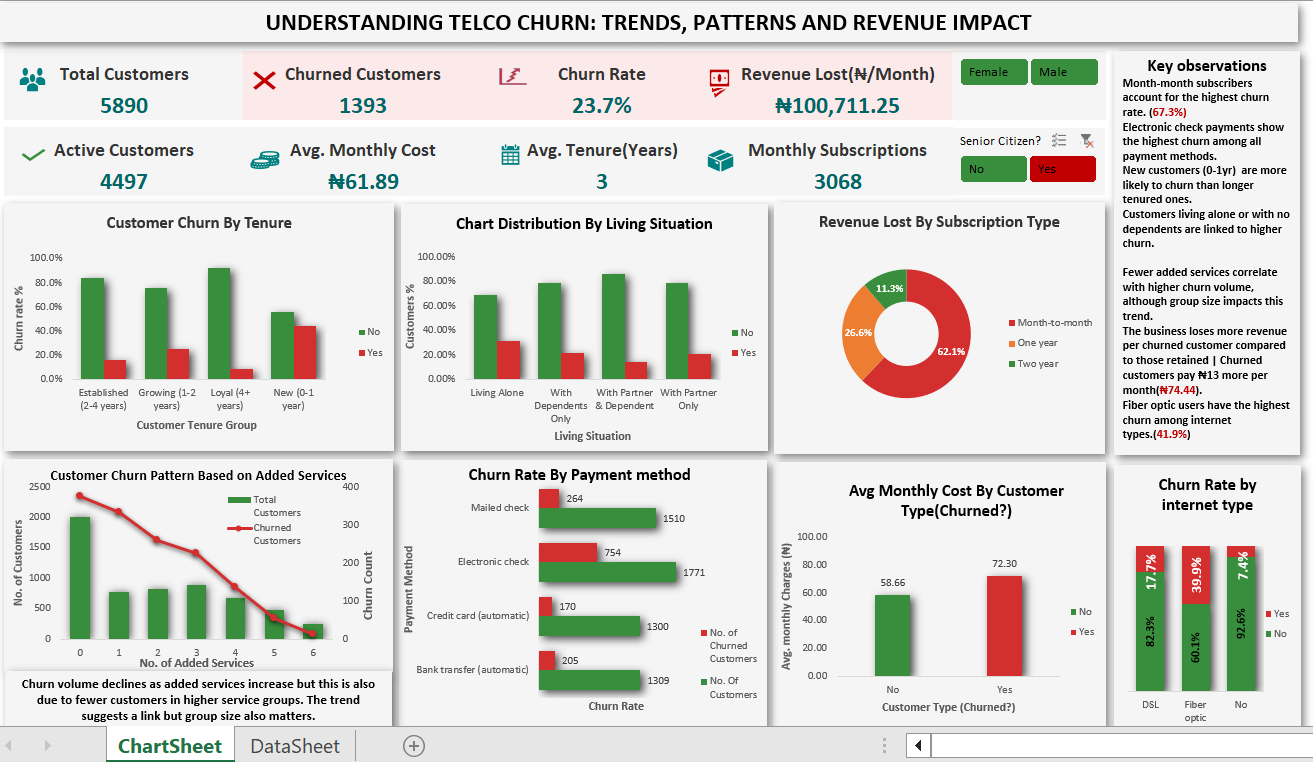 UNDERSTANDING TELCO CHURN: TRENDS, PATTERNS AND REVENUE IMPACT
Total Customers
5890
Churned Customers
1393
Churn Rate
23.7%
Revenue Lost(₦/Month)
₦100,711.25
Female
Male
Active Customers
4497
Avg. Monthly Cost
₦61.89
Avg. Tenure(Years)
3
Monthly Subscriptions
3068
Senior Citizen?
No
Yes
Key observations
Month-month subscribers
account for the highest churn
rate. (67.3%)
Electronic check payments show
the highest churn among all
payment methods.
New customers (0-1yr) are more
likely to churn than longer
tenured ones.
Customers living alone or with no
dependents are linked to higher
churn.
Fewer added services correlate
with higher churn volume,
although group size impacts this
trend.
The business loses more revenue
per churned customer compared
to those retained | Churned
customers pay ₦13 more per
month(₦74.44).
Fiber optic users have the highest
churn among internet
types.(41.9%)
Customer Churn By Tenure
Churn rate %
100.0%
80.0%
60.0%
40.0%
20.0%
0.0%
Established
(2-4 years)
Growing (1-2
years)
Loyal (4+
years)
New (0-1
year)
Customer Tenure Group
No
Yes
Chart Distribution By Living Situation
Customers %
100.00%
80.00%
60.00%
40.00%
20.00%
0.00%
Living Alone
With
Dependents
Only
With Partner
& Dependent
With Partner
Only
Living Situation
No
Yes
Revenue Lost By Subscription Type
11.3%
26.6%
62.1%
Month-to-month
One year
Two year
Customer Churn Pattern Based on Added Services
No. of Customers
2500
2000
1500
1000
500
0
400
300
200
100
0
Churn Count
Total
Customers
Churned
Customers
0 1 2 3 4 5 6
No. of Added Services
Churn volume declines as added services increase but this is also
due to fewer customers in higher service groups. The trend
suggests a link but group size also matters.
Churn Rate By Payment method
Payment Method
Mailed check
264
1510
Electronic check
754
1771
Credit card (automatic)
170
1300
Bank transfer (automatic)
205
1309
Churn Rate
No. of
Churned
Customers
No. Of
Customers
Avg Monthly Cost By Customer
Type(Churned?)
Avg. monthly Charges (₦)
100.00
80.00
60.00
40.00
20.00
0.00
58.66
72.30
No
Yes
Customer Type (Churned?)
No
Yes
Churn Rate by
internet type
17.7%
82.3%
39.9%
60.1%
7.4%
92.6%
DSL
Fiber
optic
No
Yes
No
ChartSheet
DataSheet